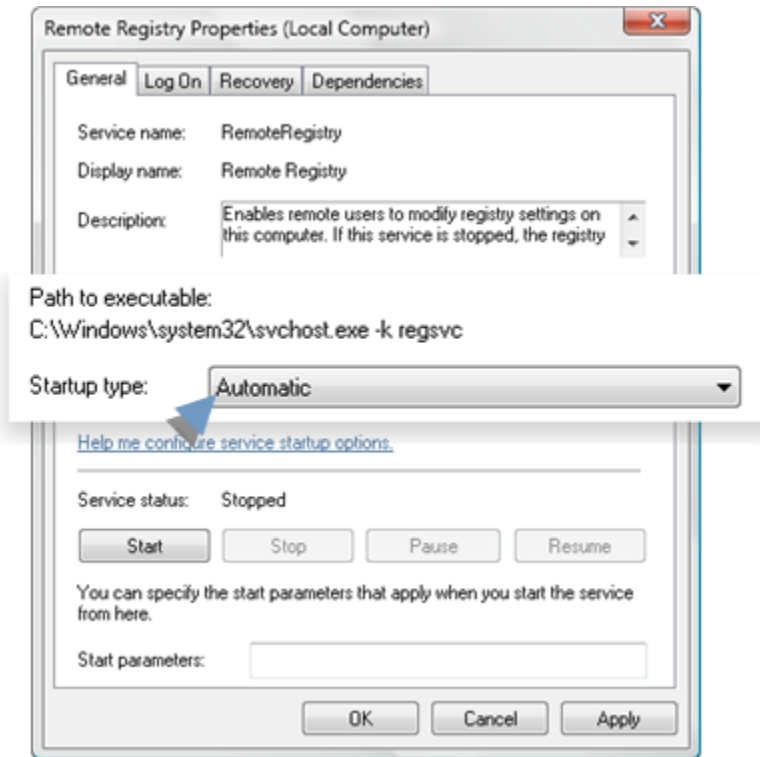 Remote Registry Properties (Local Computer)
General Log On Recovery Dependencies
Service name: RemoteRegistry
Display name: Remote Registry
Description: Enables remote users to modify registry settings on
this computer. If this service is stopped, the registry
Path to executable:
C:\Windows\system32\svchost.exe -k regsvc
Startup type: Automatic
Help me configure service startup options.
Service status: Stopped
Start Stop Pause Resume
You can specify the start parameters that apply when you start the service
from here.
Start parameters:
OK Cancel Apply